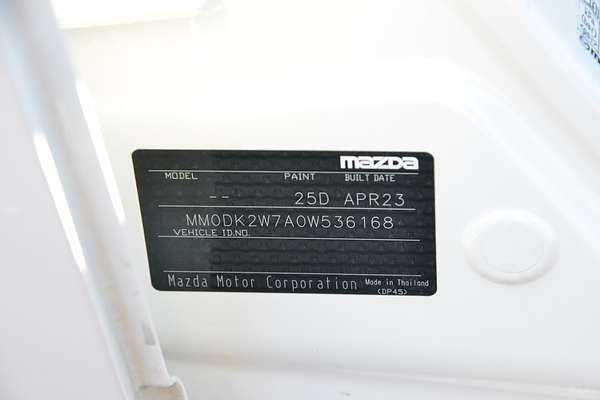 mazda
MODEL PAINT BUILT DATE
-- 25D APR23
MM0DK2W7A0W536168
VEHICLE ID.NO.
Mazda Motor Corporation Made in Thailand
(DP45)